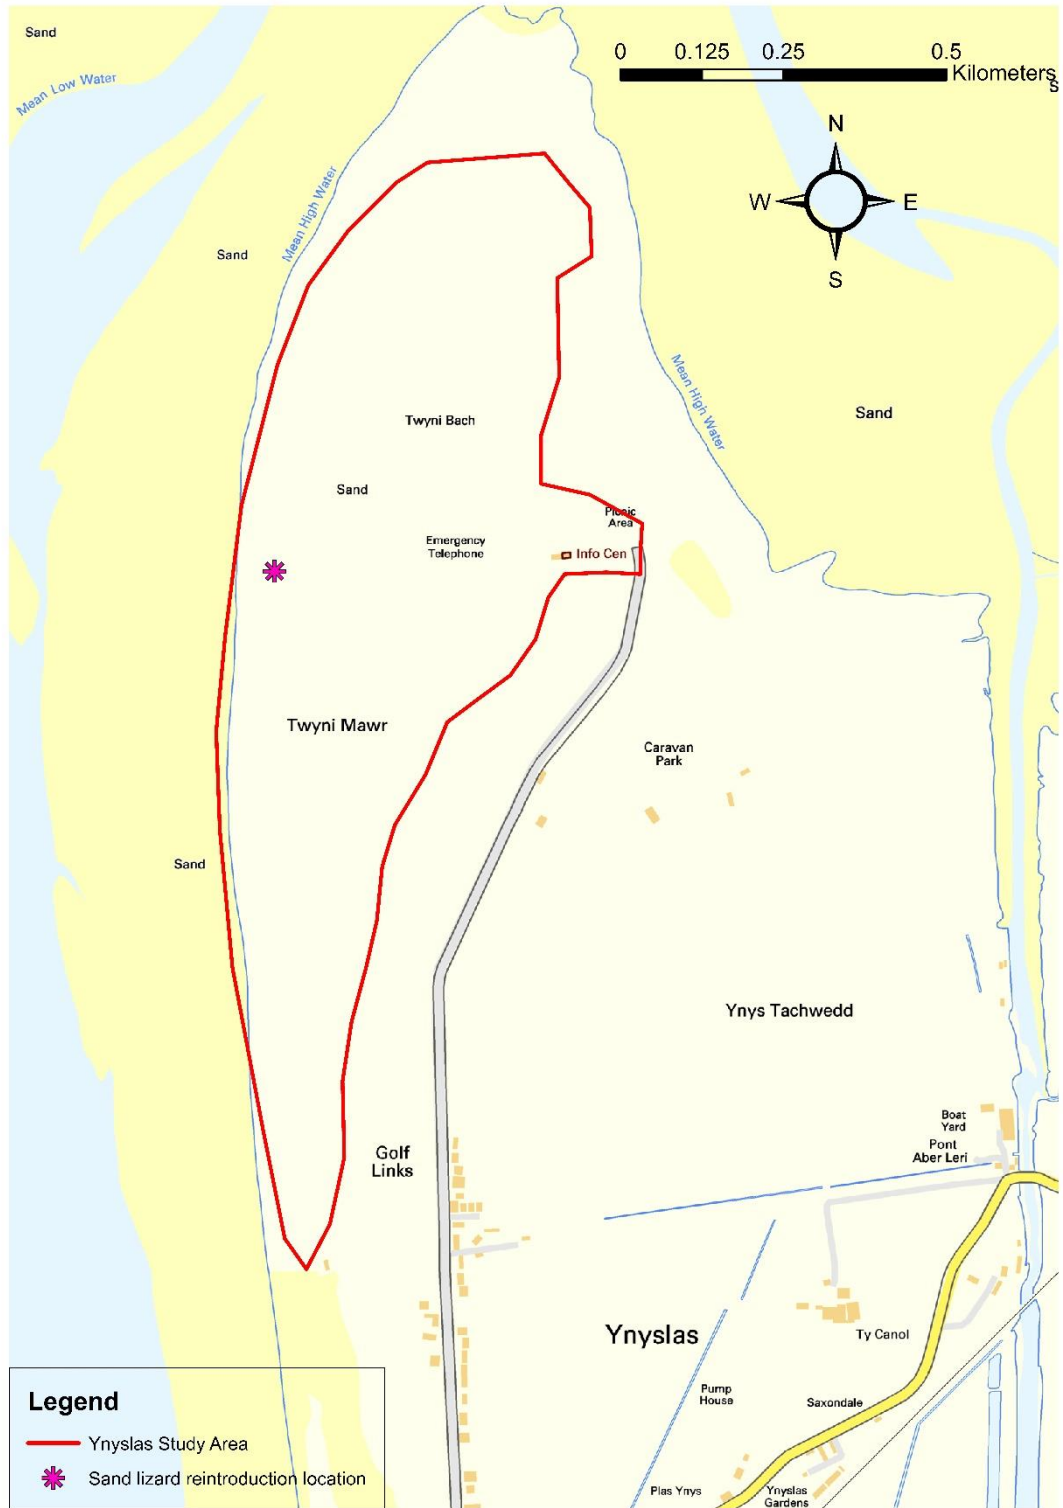 Sand
Mean Low Water
0 0.125 0.25 0.5
Kilometers
S
N
W E
S
Mean High Water
Sand
Mean High Water
Sand
Twyni Bach
Sand
Picnic
Area
Emergency
Telephone
Info Cen
Twyni Mawr
Caravan
Park
Sand
Ynys Tachwedd
Boat
Yard
Pont
Aber Leri
Golf
Links
Ynyslas
Ty Canol
Pump
House
Saxondale
Plas Ynys
Ynyslas
Gardens
Legend
Ynyslas Study Area
Sand lizard reintroduction location